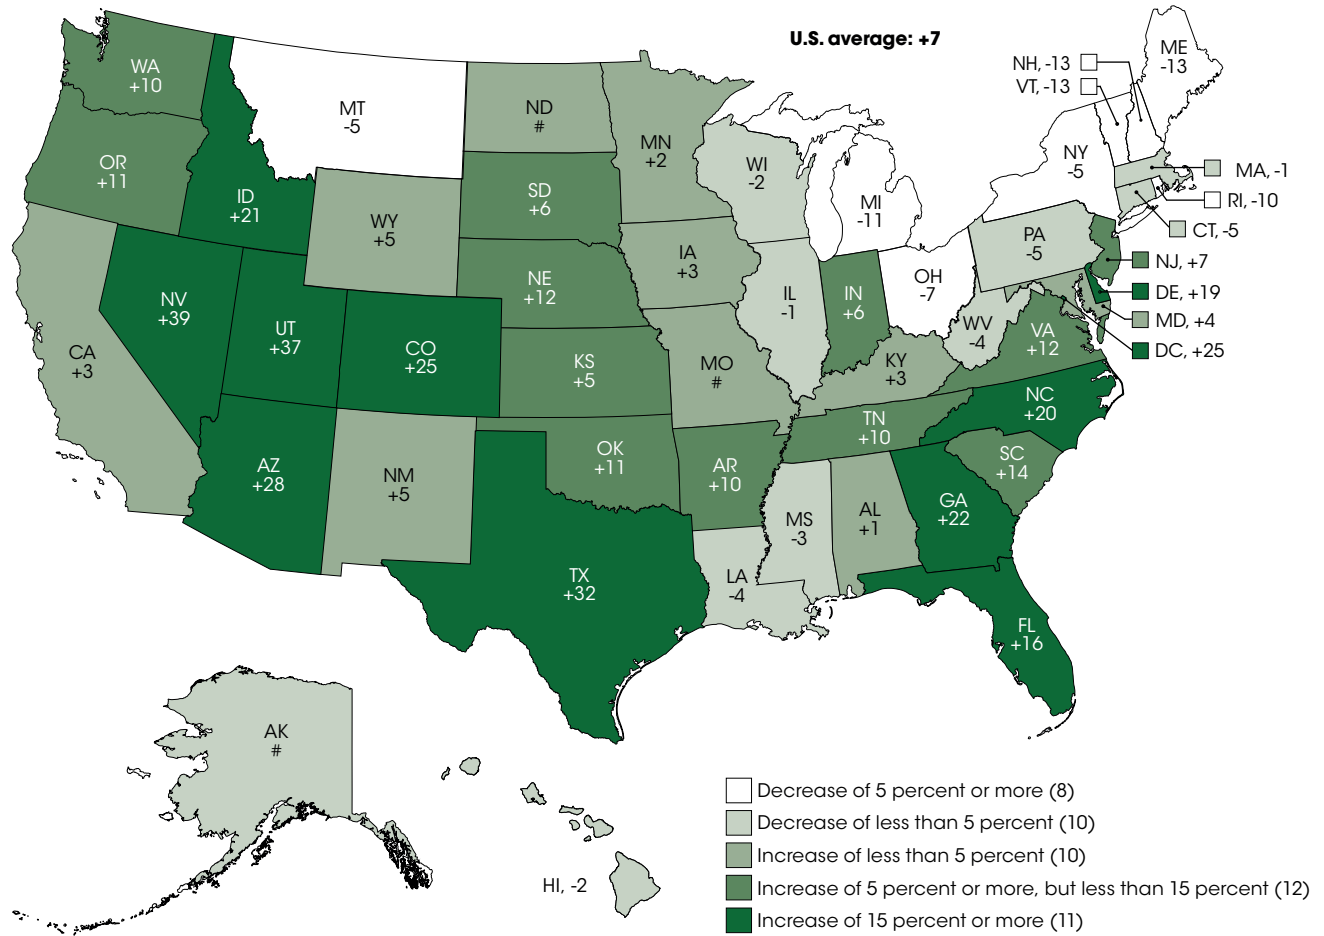 U.S. average: +7
WA
+10
OR
+11
CA
+3
ID
+21
NV
+39
MT
-5
WY
+5
UT
+37
CO
+25
AZ
+28
NM
+5
ND
#
SD
+6
NE
+12
KS
+5
OK
+11
TX
+32
MN
+2
IA
+3
MO
#
AR
+10
LA
-4
WI
-2
IL
-1
MI
-11
IN
+6
OH
-7
KY
+3
TN
+10
MS
-3
AL
+1
GA
+22
FL
+16
SC
+14
NC
+20
VA
+12
WV
-4
PA
-5
NY
-5
ME
-13
NH, -13
VT, -13
MA, -1
RI, -10
CT, -5
NJ, +7
DE, +19
MD, +4
DC, +25
AK
#
HI, -2
Decrease of 5 percent or more (8)
Decrease of less than 5 percent (10)
Increase of less than 5 percent (10)
Increase of 5 percent or more, but less than 15 percent (12)
Increase of 15 percent or more (11)